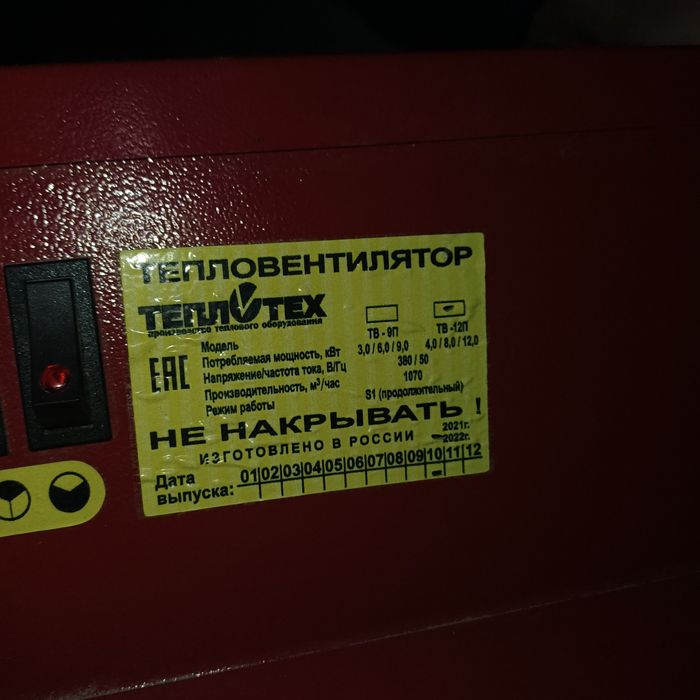 ТЕПЛОВЕНТИЛЯТОР
ТЕПЛОТЕХ
производство теплового оборудования
Модель ТВ - 9П ТВ -12П
Потребляемая мощность, кВт 3,0 / 6,0 / 9,0 4,0 / 8,0 / 12,0
Напряжение/частота тока, В/Гц 380 / 50
Производительность, м³/час 1070
Режим работы S1 (продолжительный)
ЕАС
НЕ НАКРЫВАТЬ !
ИЗГОТОВЛЕНО В РОССИИ 2021г.
2022г.
Дата выпуска: 01 02 03 04 05 06 07 08 09 10 11 12